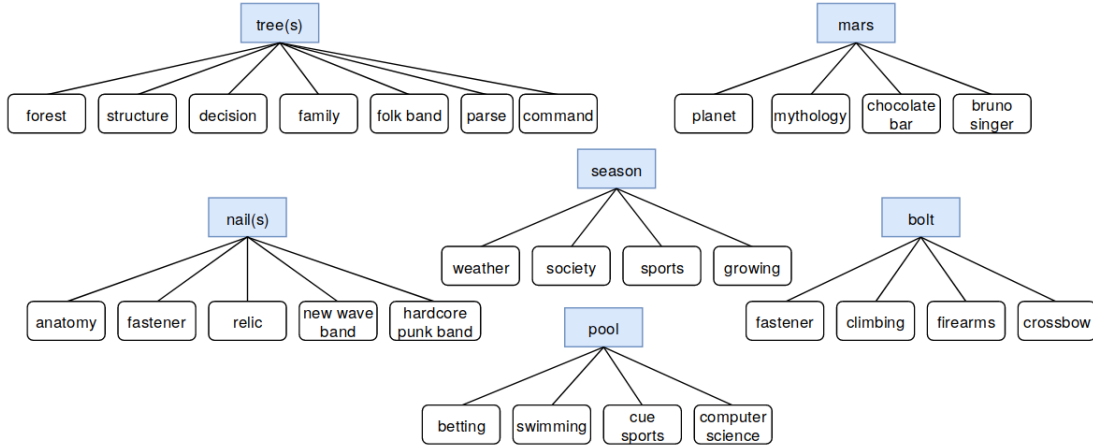 tree(s)
mars
forest
structure
decision
family
folk band
parse
command
planet
mythology
chocolate
bar
bruno
singer
season
nail(s)
bolt
weather
society
sports
growing
anatomy
fastener
relic
new wave
band
hardcore
punk band
fastener
climbing
firearms
crossbow
pool
betting
swimming
cue
sports
computer
science